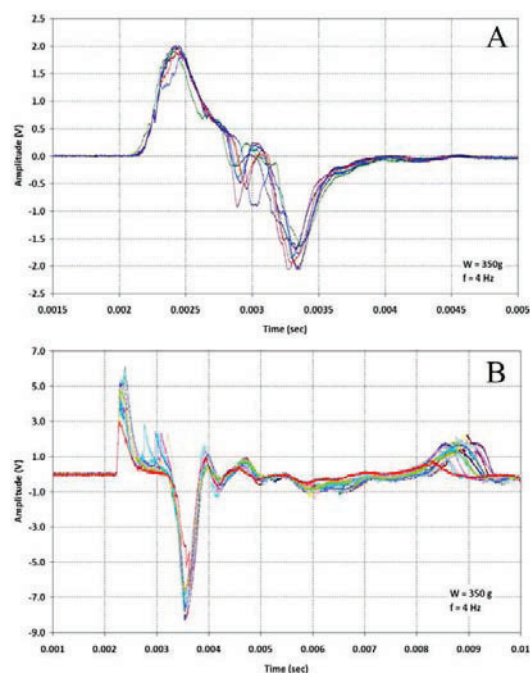 A
2.5
2.0
1.5
1.0
0.5
0.0
0.5
1.0
1.5
2.0
2.5
Amplitude (V)
W = 350g
f = 4 Hz
0.0015 0.002 0.0025 0.003 0.0035 0.004 0.0045 0.005
Time (sec)
B
7.0
5.0
3.0
1.0
-1.0
-3.0
-5.0
-7.0
-9.0
Amplitude (V)
W = 350 g
f = 4 Hz
0.001 0.002 0.003 0.004 0.005 0.006 0.007 0.008 0.009 0.01
Time (sec)